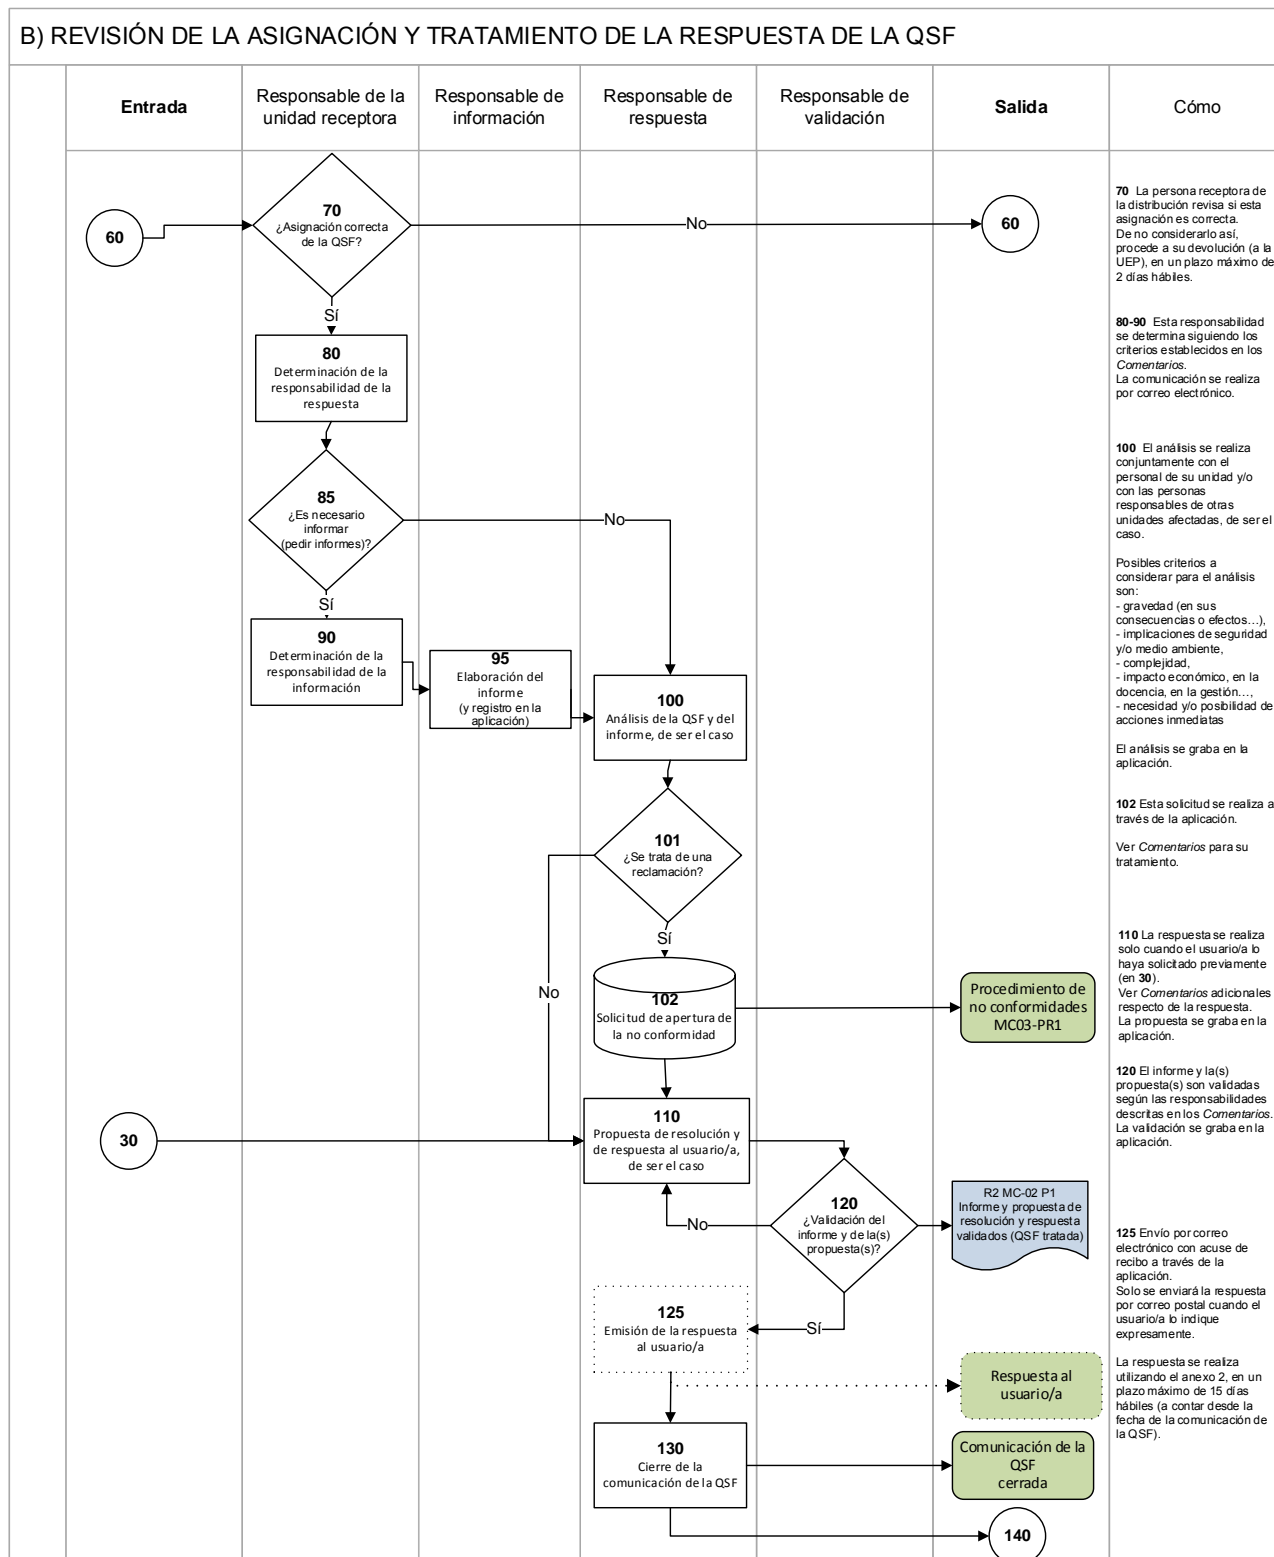 B) REVISIÓN DE LA ASIGNACIÓN Y TRATAMIENTO DE LA RESPUESTA DE LA QSF
Entrada
Responsable de la
unidad receptora
Responsable de
información
Responsable de
respuesta
Responsable de
validación
Salida
Cómo
60
70
¿Asignación correcta
de la QSF?
No
60
Sí
80
Determinación de la
responsabilidad de la
respuesta
85
¿Es necesario
informar
(pedir informes)?
No
Sí
90
Determinación de la
responsabilidad de la
información
95
Elaboración del
informe
(y registro en la
aplicación)
100
Análisis de la QSF y del
informe, de ser el caso
101
¿Se trata de una
reclamación?
Sí
No
102
Solicitud de apertura de
la no conformidad
Procedimiento de
no conformidades
MC03-PR1
30
110
Propuesta de resolución y
de respuesta al usuario/a,
de ser el caso
No
120
¿Validación del
informe y de la(s)
propuesta(s)?
R2 MC-02 P1
Informe y propuesta de
resolución y respuesta
validados (QSF tratada)
Sí
125
Emisión de la respuesta
al usuario/a
Respuesta al
usuario/a
130
Cierre de la
comunicación de la QSF
Comunicación de la
QSF
cerrada
140
70 La persona receptora de
la distribución revisa si esta
asignación es correcta.
De no considerarlo así,
procede a su devolución (a la
UEP), en un plazo máximo de
2 días hábiles.
80-90 Esta responsabilidad
se determina siguiendo los
criterios establecidos en los
Comentarios.
La comunicación se realiza
por correo electrónico.
100 El análisis se realiza
conjuntamente con el
personal de su unidad y/o
con las personas
responsables de otras
unidades afectadas, de ser el
caso.
Posibles criterios a
considerar para el análisis
son:
- gravedad (en sus
consecuencias o efectos...),
- implicaciones de seguridad
y/o medio ambiente,
- complejidad,
- impacto económico, en la
docencia, en la gestión...,
- necesidad y/o posibilidad de
acciones inmediatas
El análisis se graba en la
aplicación.
102 Esta solicitud se realiza a
través de la aplicación.
Ver Comentarios para su
tratamiento.
110 La respuesta se realiza
solo cuando el usuario/a lo
haya solicitado previamente
(en 30).
Ver Comentarios adicionales
respecto de la respuesta.
La propuesta se graba en la
aplicación.
120 El informe y la(s)
propuesta(s) son validadas
según las responsabilidades
descritas en los Comentarios.
La validación se graba en la
aplicación.
125 Envío por correo
electrónico con acuse de
recibo a través de la
aplicación.
Solo se enviará la respuesta
por correo postal cuando el
usuario/a lo indique
expresamente.
La respuesta se realiza
utilizando el anexo 2, en un
plazo máximo de 15 días
hábiles (a contar desde la
fecha de la comunicación de
la QSF).